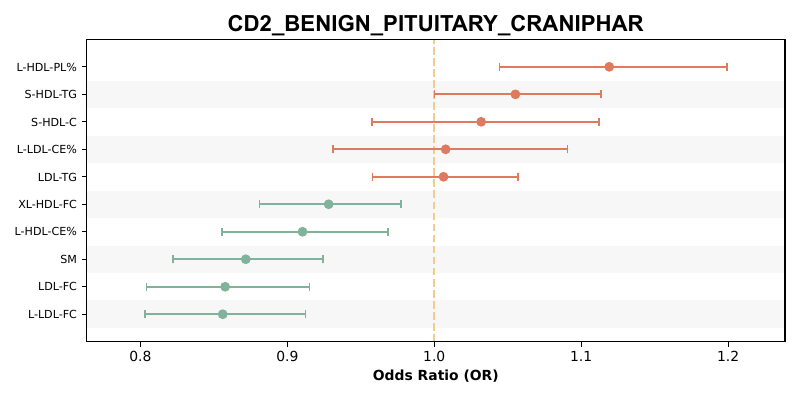 CD2_BENIGN_PITUITARY_CRANIPHAR
L-HDL-PL%
S-HDL-TG
S-HDL-C
L-LDL-CE%
LDL-TG
XL-HDL-FC
L-HDL-CE%
SM
LDL-FC
L-LDL-FC
0.8 0.9 1.0 1.1 1.2
Odds Ratio (OR)